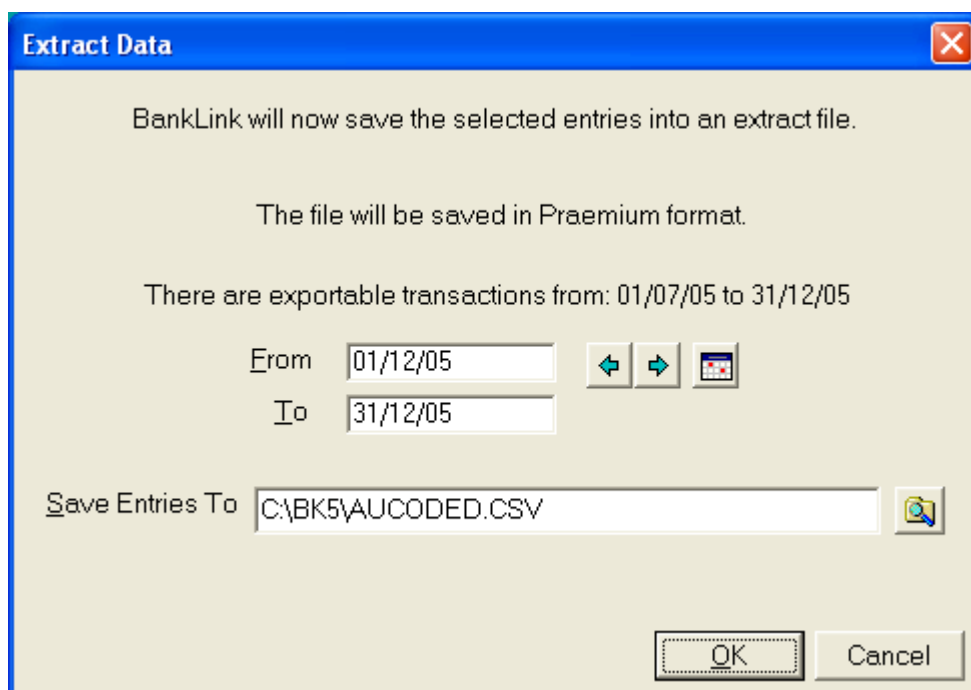 Extract Data
BankLink will now save the selected entries into an extract file.
The file will be saved in Praemium format.
There are exportable transactions from: 01/07/05 to 31/12/05
From 01/12/05
To 31/12/05
Save Entries To C:\BK5\AUCODED.CSV
OK Cancel